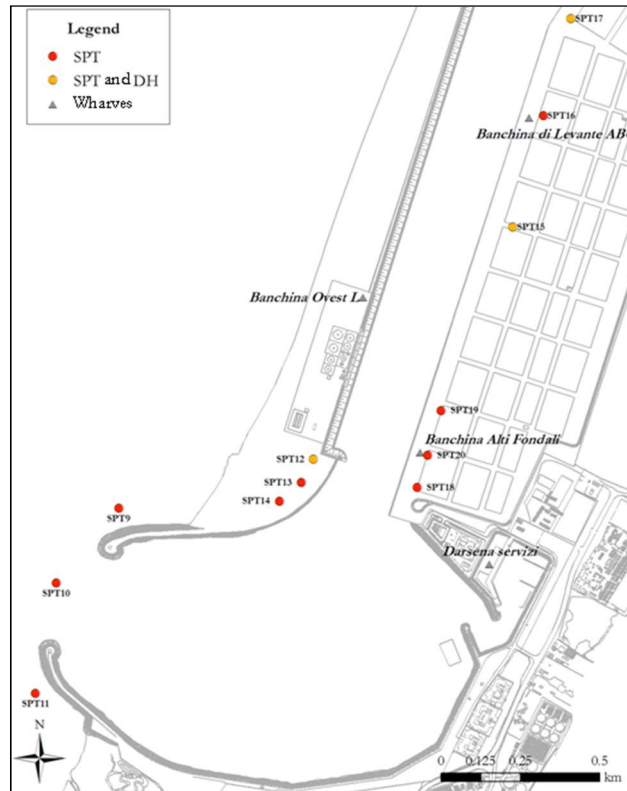 Legend
SPT
SPT and DH
Wharves
SPT17
SPT16
Banchina di Levante AB
SPT15
Banchina Ovest L
SPT19
Banchina Alti Fondali
SPT12
SPT20
SPT13
SPT18
SPT14
SPT9
Darsena servizi
SPT10
SPT11
N
0 0.125 0.25 0.5
km